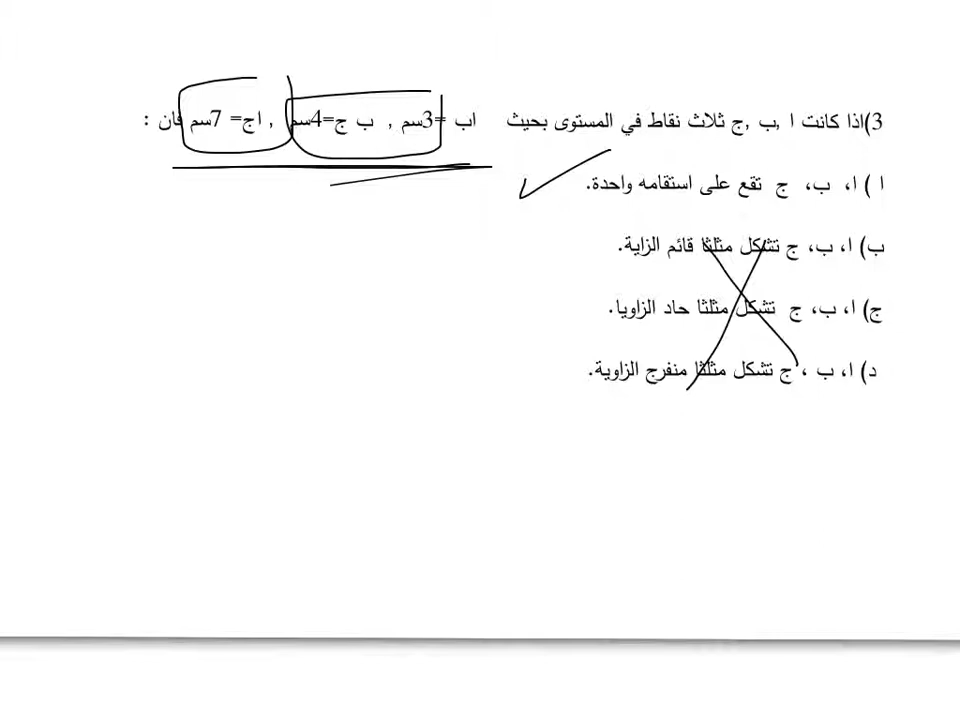 3)اذا كانت ا ,ب ,ج ثلاث نقاط في المستوى بحيث اب =3سم , ب ج=4سم , اج= 7سم فان :
ا ) ا، ب، ج تقع على استقامه واحدة.
ب) ا، ب، ج تشكل مثلثا قائم الزاية.
ج) ا، ب، ج تشكل مثلثا حاد الزاويا.
د) ا، ب ، ج تشكل مثلثا منفرج الزاوية.